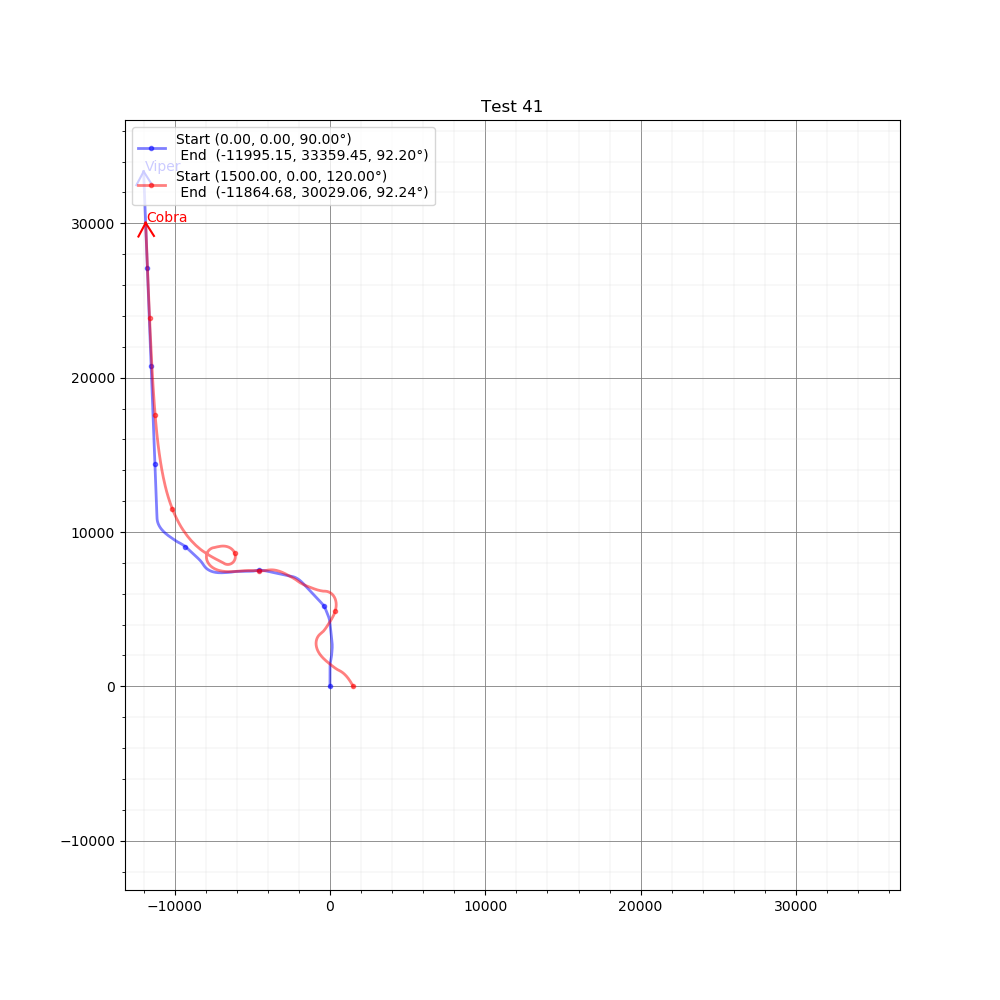 Test 41
Start (0.00, 0.00, 90.00°)
End  (-11995.15, 33359.45, 92.20°)
Viper
Start (1500.00, 0.00, 120.00°)
End  (-11864.68, 30029.06, 92.24°)
Cobra
30000
20000
10000
0
−10000
−10000 0 10000 20000 30000